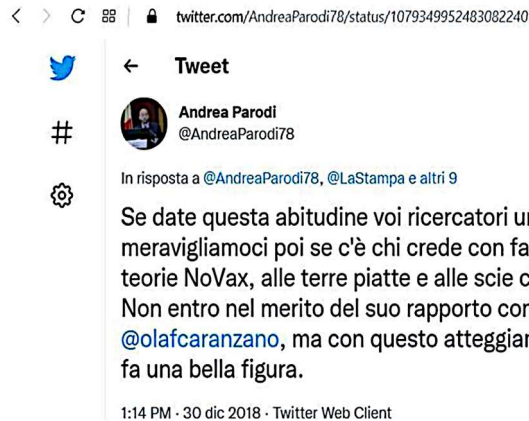 twitter.com/AndreaParodi78/status/1079349952483082240
Tweet
Andrea Parodi
@AndreaParodi78
In risposta a @AndreaParodi78, @LaStampa e altri 9
Se date questa abitudine voi ricercatori
meravigliamoci poi se c'è chi crede con
teorie NoVax, alle terre piatte e alle scie
Non entro nel merito del suo rapporto
@olafcaranzano, ma con questo
fa una bella figura.
1:14 PM · 30 dic 2018 · Twitter Web Client